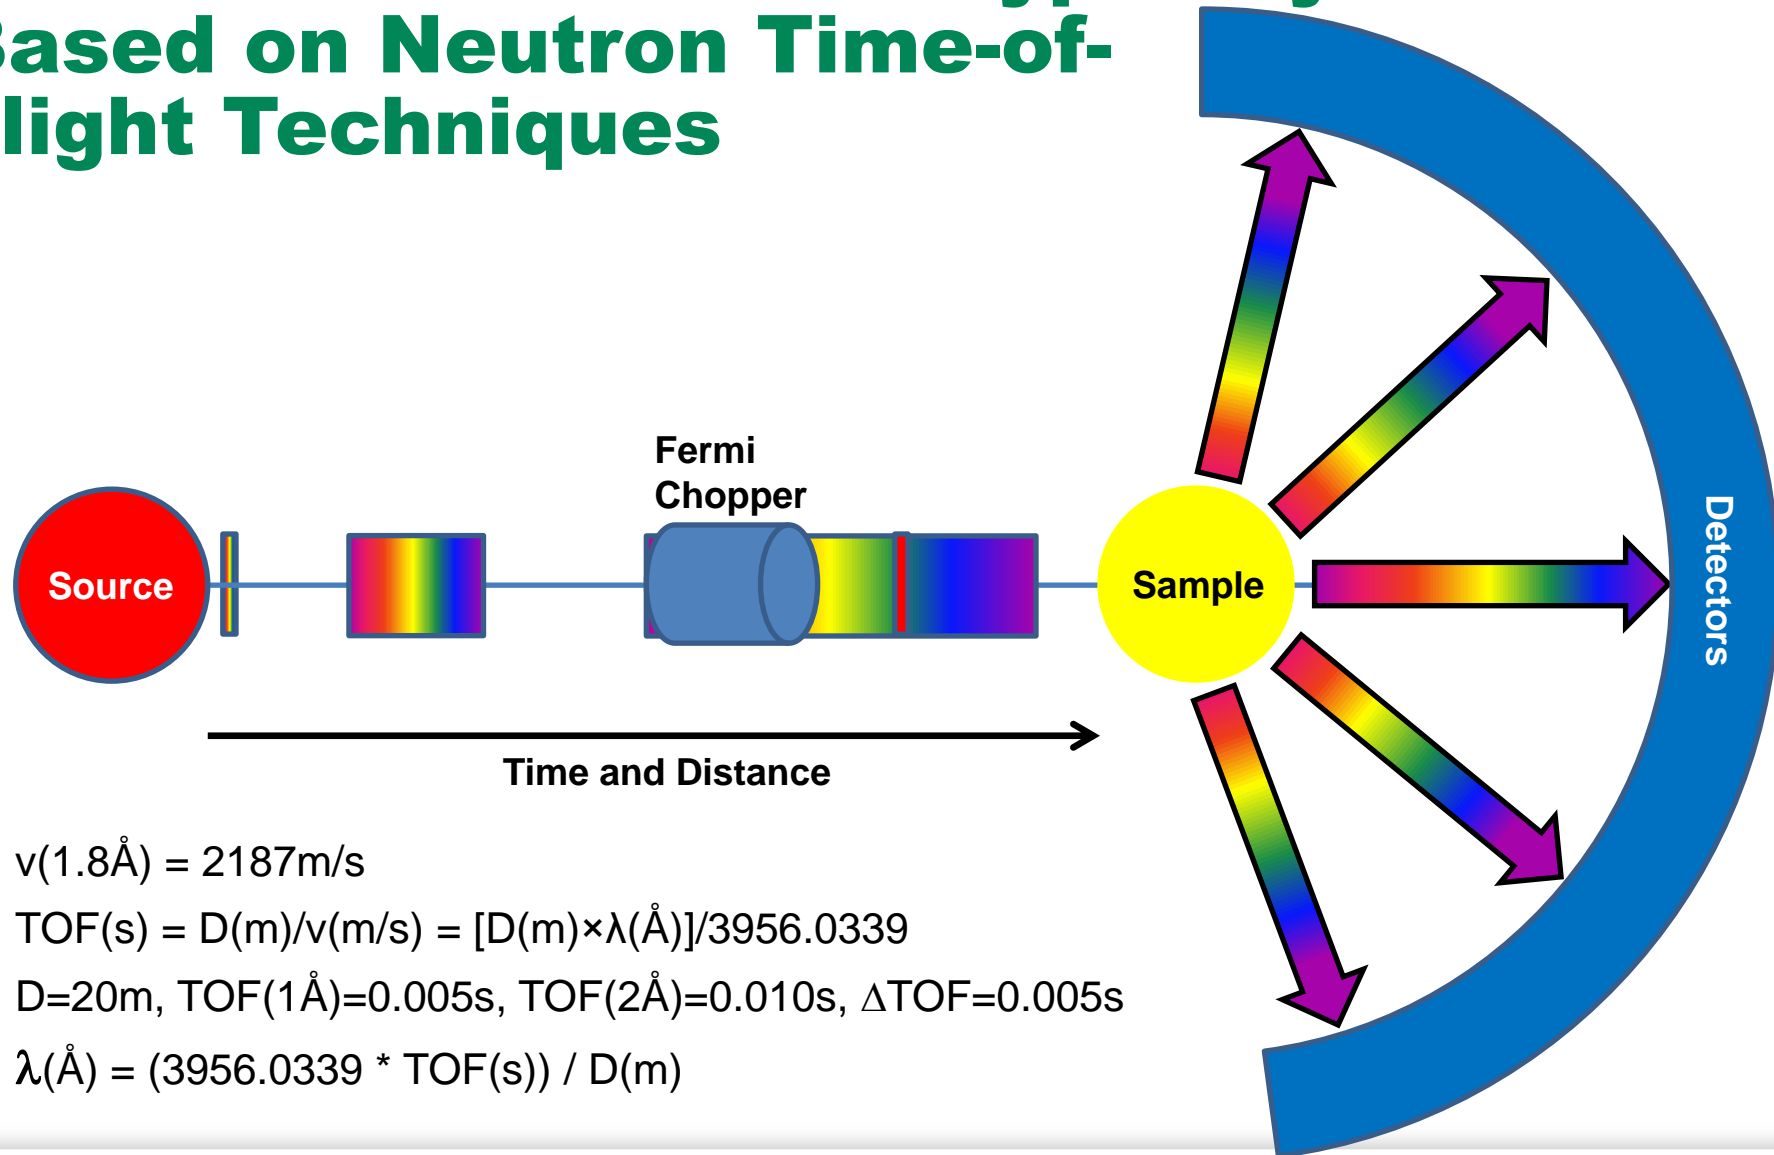 Based on Neutron Time-of-
light Techniques
Fermi
Chopper
Source
Sample
Detectors
Time and Distance
v(1.8Å) = 2187m/s
TOF(s) = D(m)/v(m/s) = [D(m)×λ(Å)]/3956.0339
D=20m, TOF(1Å)=0.005s, TOF(2Å)=0.010s, ΔTOF=0.005s
λ(Å) = (3956.0339 * TOF(s)) / D(m)